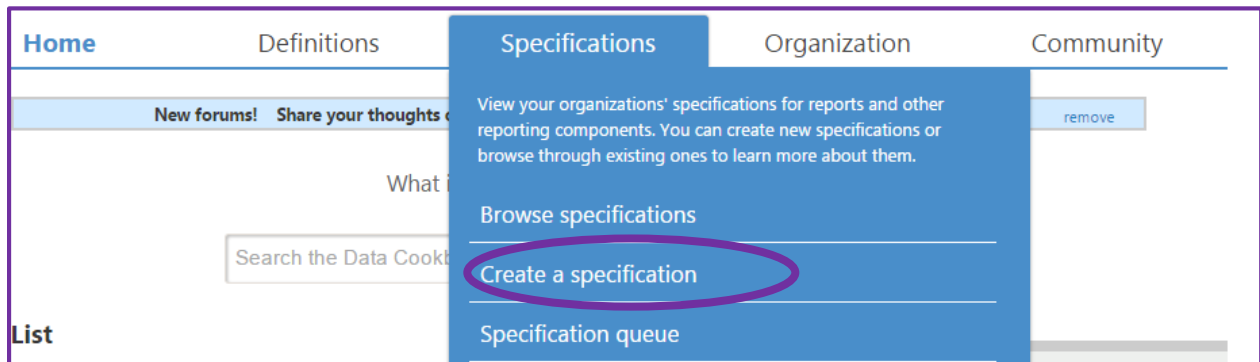 Home Definitions Specifications Organization Community
New forums! Share your thoughts
View your organizations' specifications for reports and other
reporting components. You can create new specifications or
browse through existing ones to learn more about them.
remove
What
Browse specifications
Search the Data
Create a specification
List
Specification queue